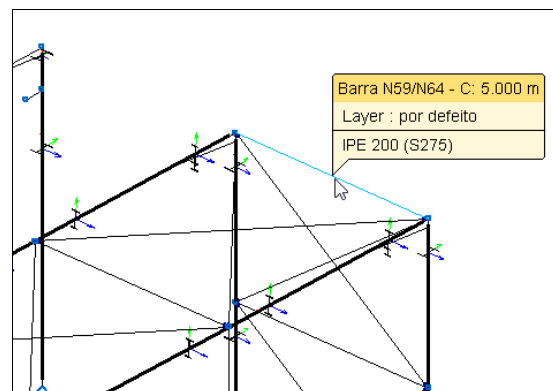 Barra N59/N64 - C: 5.000 m
Layer : por defeito
IPE 200 (S275)